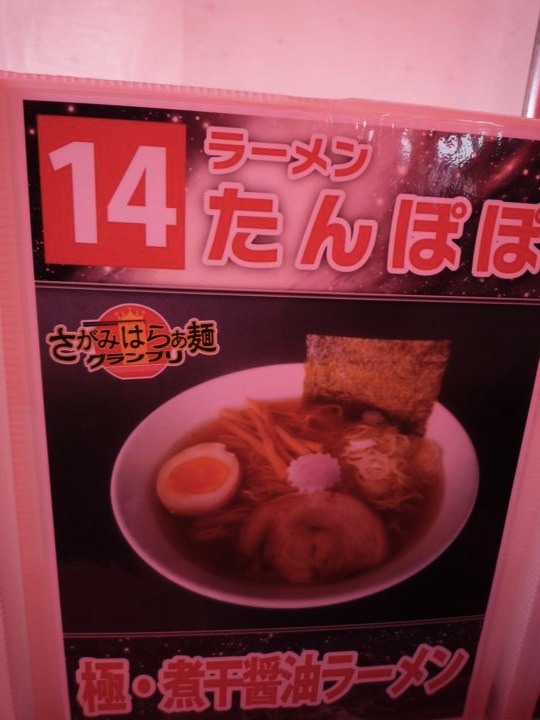 14
ラーメン
たんぽぽ
さがみはらぁ麺
グランプリ
極・煮干醤油ラーメン